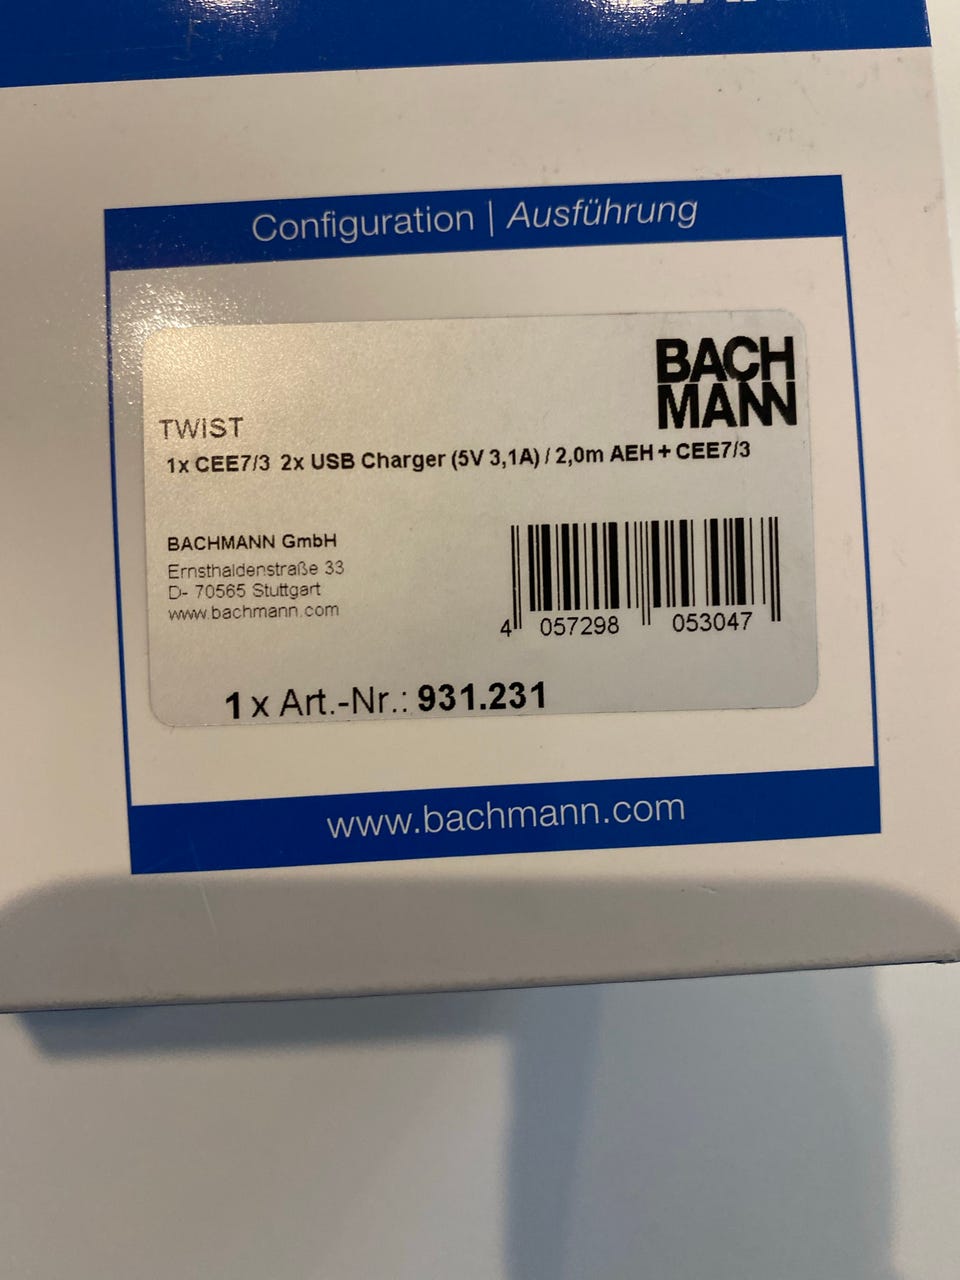 Configuration | Ausführung
BACH
MANN
TWIST
1x CEE7/3 2x USB Charger (5V 3,1A) / 2,0m AEH + CEE7/3
BACHMANN GmbH
Ernsthaldenstraße 33
D- 70565 Stuttgart
www.bachmann.com
4 057298 053047
1 x Art.-Nr.: 931.231
www.bachmann.com